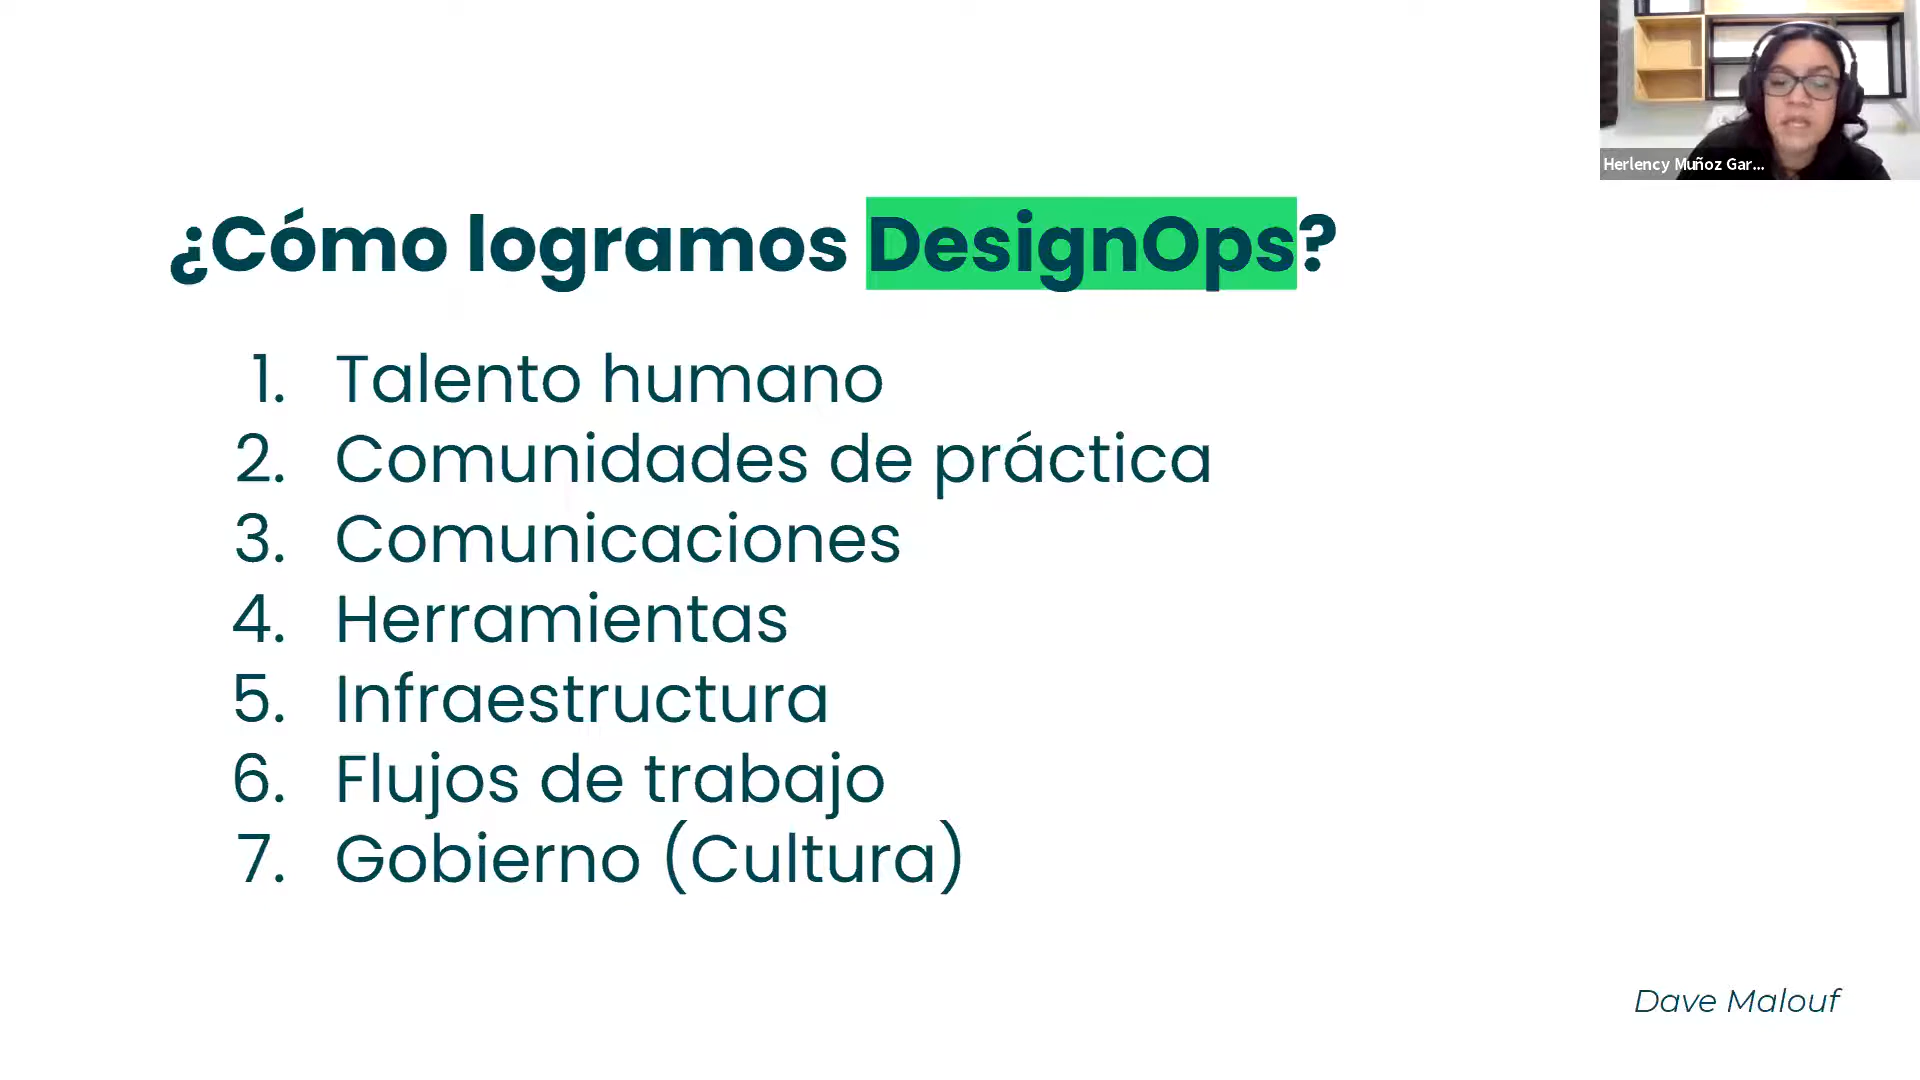 Herlency Muñoz Gar...
¿Cómo logramos DesignOps?
1. Talento humano
2. Comunidades de práctica
3. Comunicaciones
4. Herramientas
5. Infraestructura
6. Flujos de trabajo
7. Gobierno (Cultura)
Dave Malouf